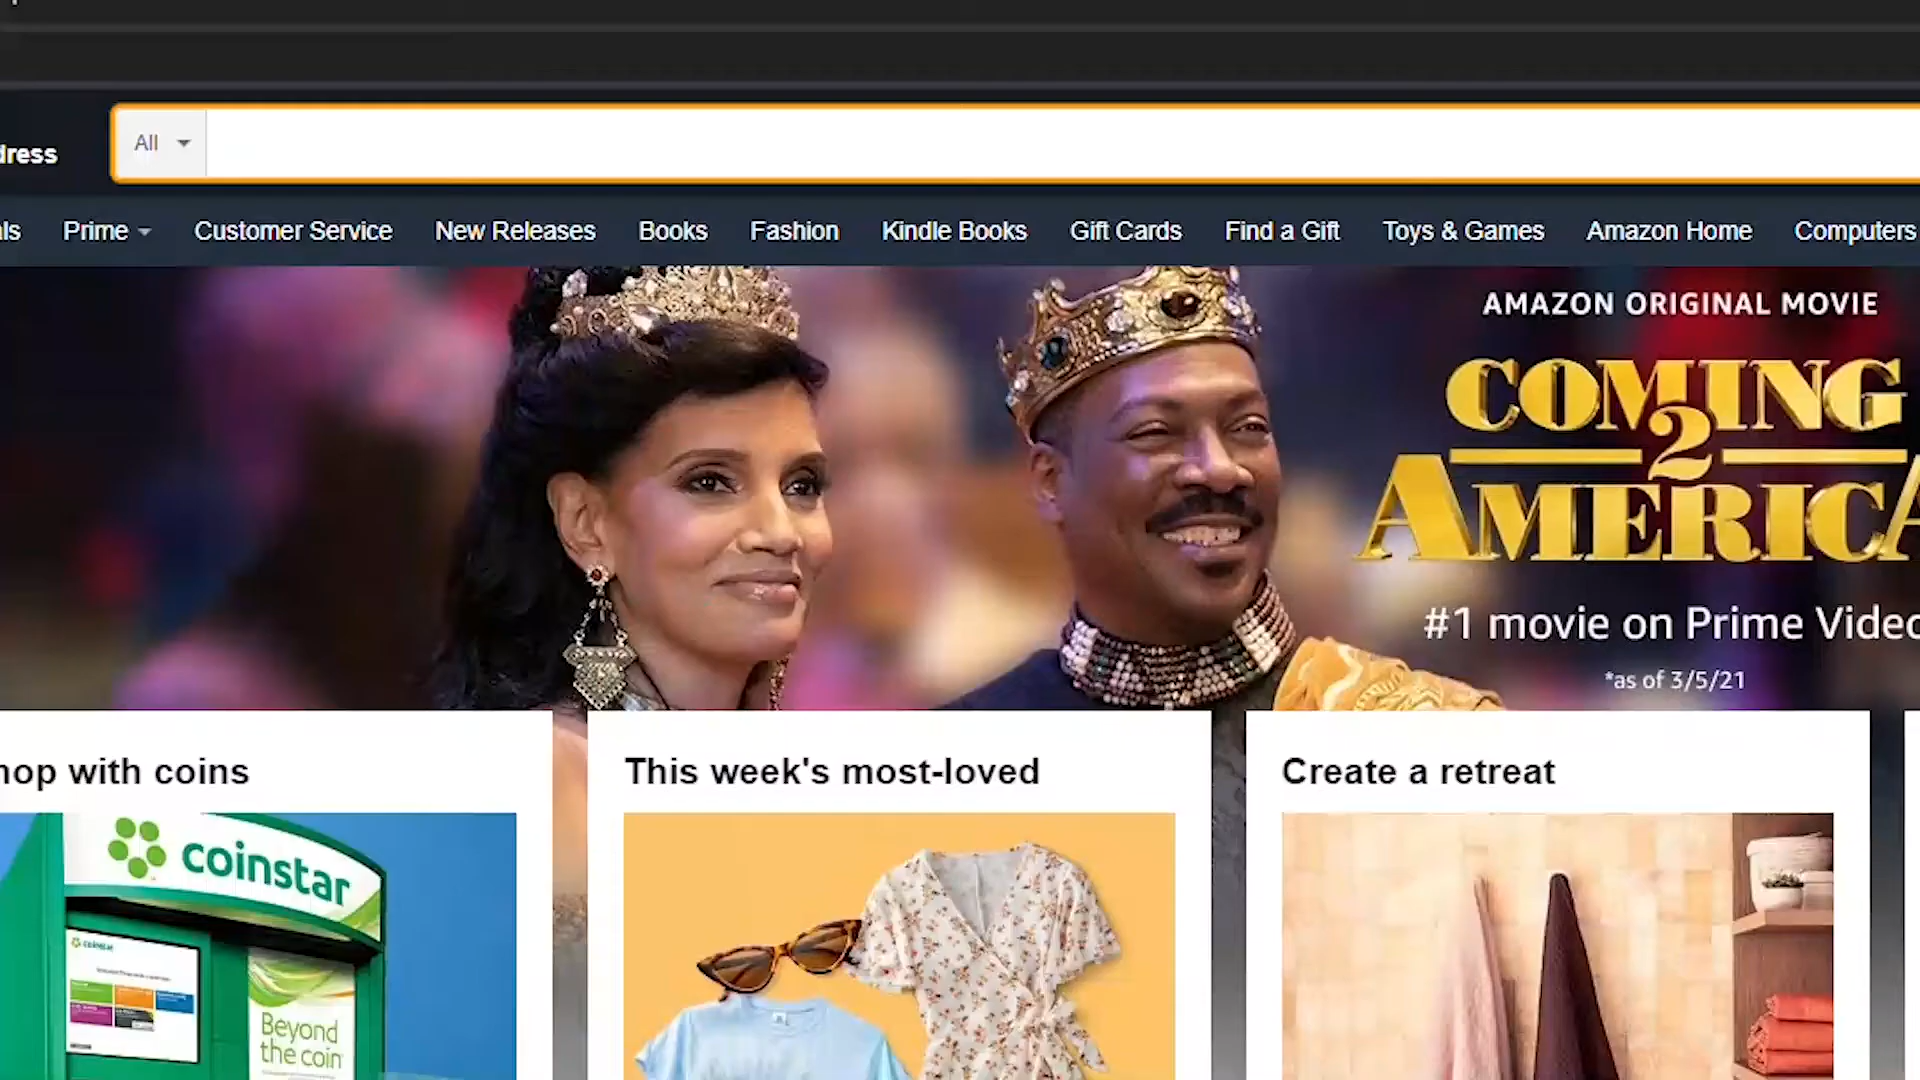 dress
All
ls Prime Customer Service New Releases Books Fashion Kindle Books Gift Cards Find a Gift Toys & Games Amazon Home Computers
AMAZON ORIGINAL MOVIE
COMING
2
AMERICA
#1 movie on Prime Video
*as of 3/5/21
hop with coins
This week's most-loved
Create a retreat
coinstar
coinstar
Beyond
the coin